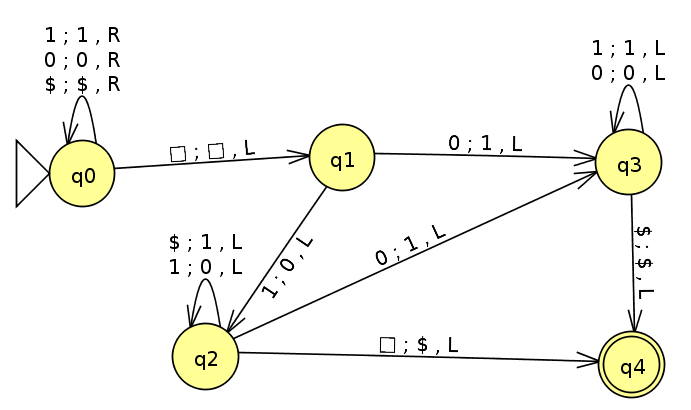 1 ; 1 , R
0 ; 0 , R
$ ; $ , R
q0
□ ; □ , L
q1
0 ; 1 , L
1 ; 1 , L
0 ; 0 , L
q3
1 ; 0 , L
0 ; 1 , L
$ ; $ , L
$ ; 1 , L
1 ; 0 , L
q2
□ ; $ , L
q4